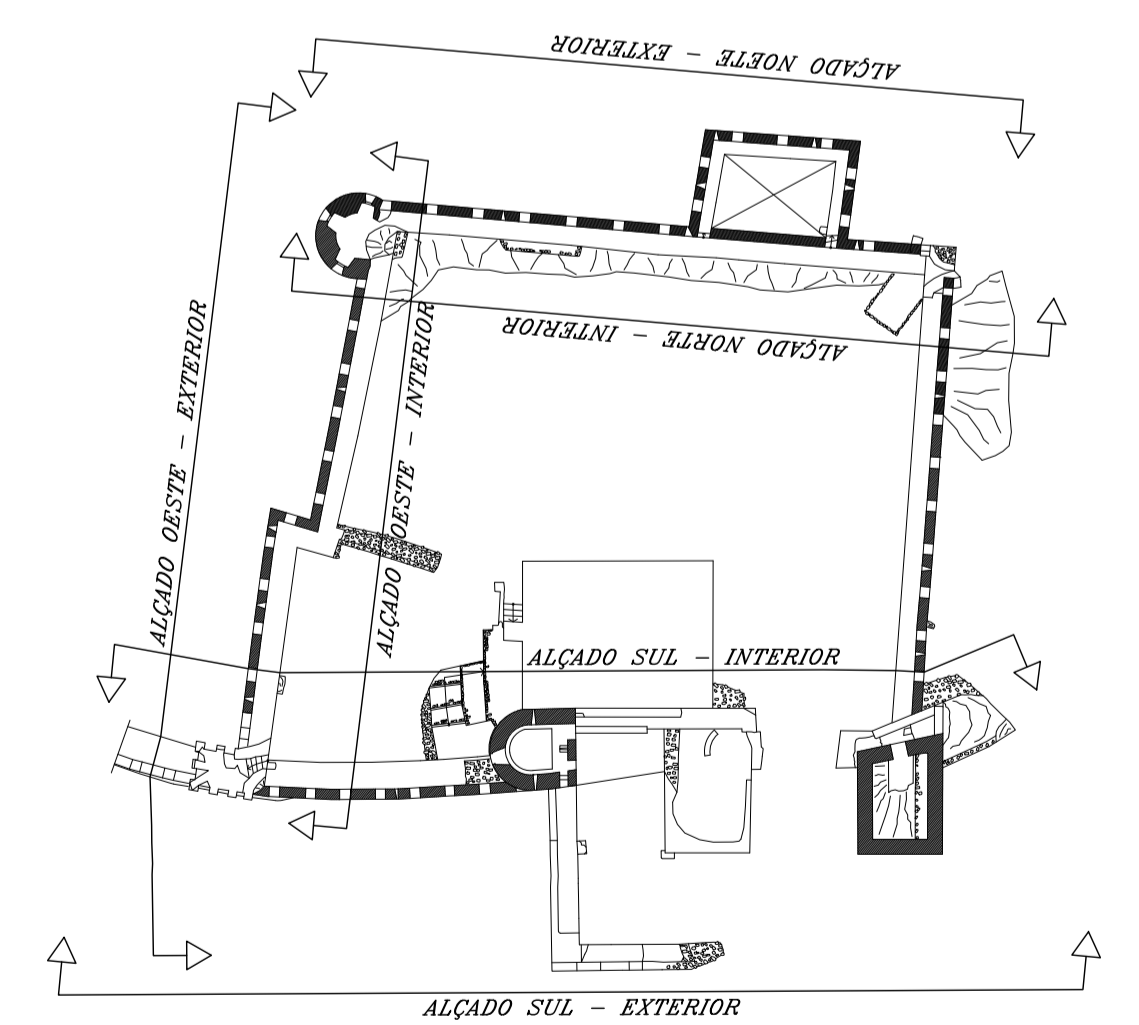 ALÇADO NOETE - EXTERIOR
ALÇADO OESTE - EXTERIOR
ALÇADO OESTE - INTERIOR
ALÇADO NORTE - INTERIOR
ALÇADO SUL - INTERIOR
ALÇADO SUL - EXTERIOR